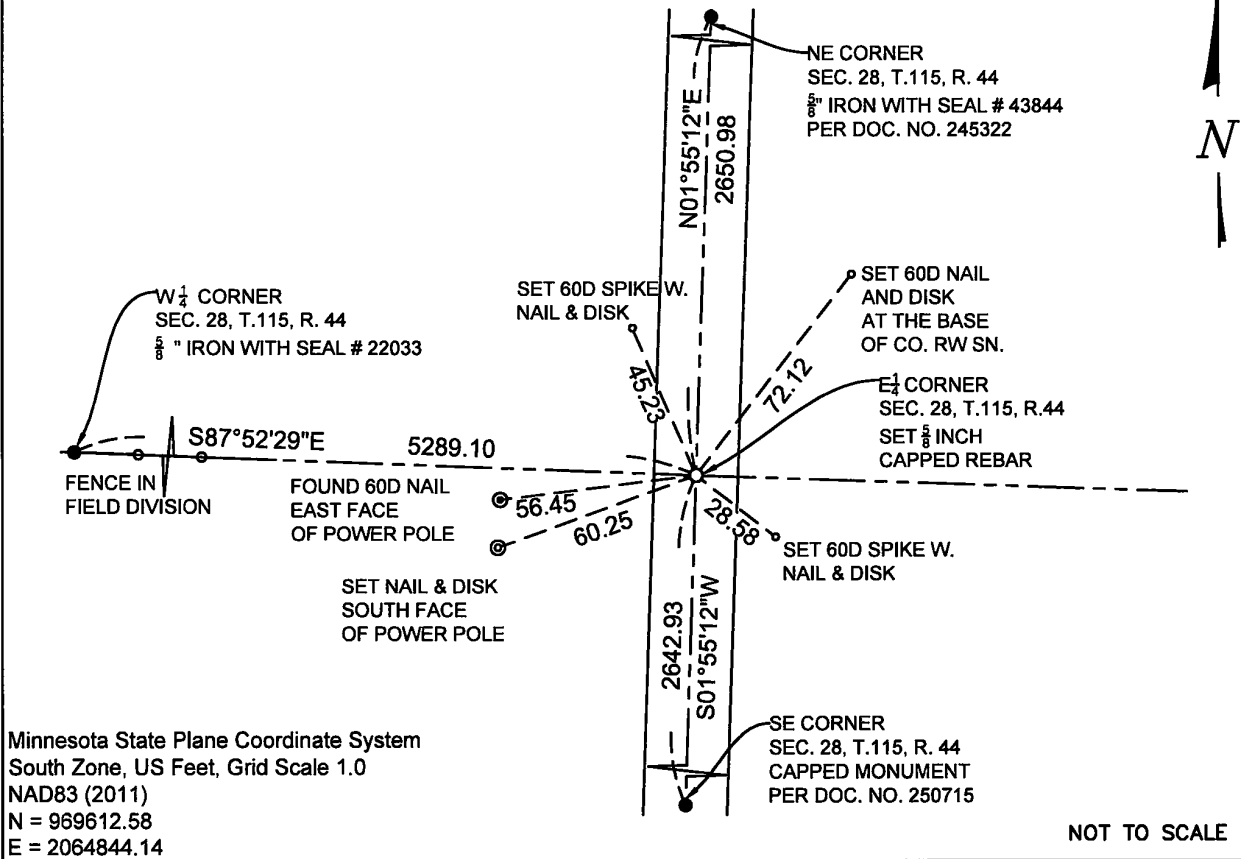 NE CORNER
SEC. 28, T.115, R. 44
5/8" IRON WITH SEAL # 43844
PER DOC. NO. 245322
N
N01°55'12"E
2650.98
W 1/4 CORNER
SEC. 28, T.115, R. 44
5/8 " IRON WITH SEAL # 22033
SET 60D SPIKE W.
NAIL & DISK
SET 60D NAIL
AND DISK
AT THE BASE
OF CO. RW SN.
45.23
72.12
E 1/4 CORNER
SEC. 28, T.115, R.44
SET 5/8 INCH
CAPPED REBAR
S87°52'29"E
5289.10
FENCE IN
FIELD DIVISION
FOUND 60D NAIL
EAST FACE
OF POWER POLE
56.45
60.25
28.58
SET 60D SPIKE W.
NAIL & DISK
SET NAIL & DISK
SOUTH FACE
OF POWER POLE
2642.93
S01°55'12"W
SE CORNER
SEC. 28, T.115, R. 44
CAPPED MONUMENT
PER DOC. NO. 250715
Minnesota State Plane Coordinate System
South Zone, US Feet, Grid Scale 1.0
NAD83 (2011)
N = 969612.58
E = 2064844.14
NOT TO SCALE